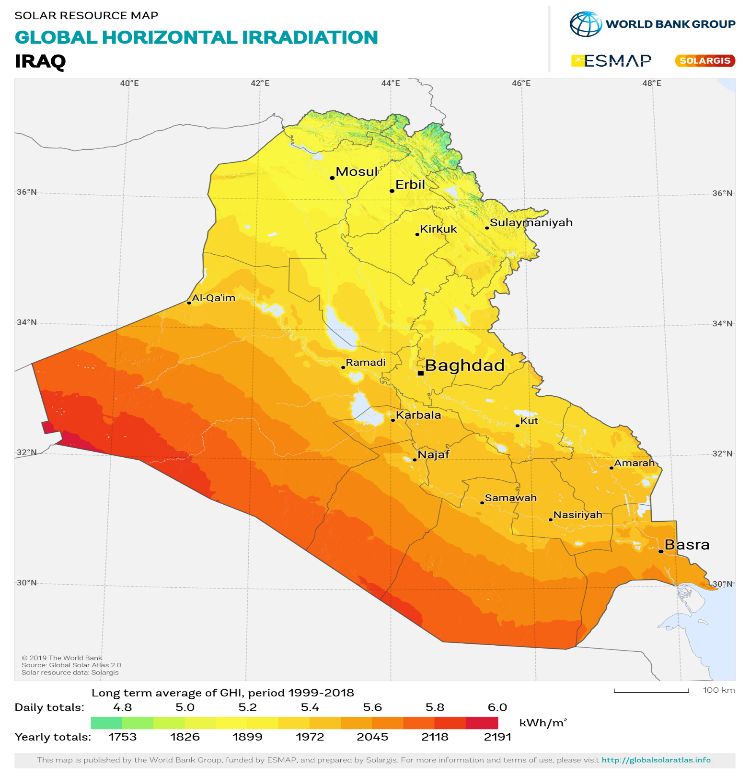 SOLAR RESOURCE MAP
GLOBAL HORIZONTAL IRRADIATION
IRAQ
WORLD BANK GROUP
ESMAP
SOLARGIS
40°E 42°E 44°E 46°E 48°E
Mosul
Erbil
36°N 36°N
Sulaymaniyah
Kirkuk
Al-Qa'im
34°N 34°N
Ramadi
Baghdad
Karbala
Kut
32°N 32°N
Najaf
Amarah
Samawah
Nasiriyah
Basra
30°N 30°N
© 2019 The World Bank
Source: Global Solar Atlas 2.0
Solar resource data: Solargis
Long term average of GHI, period 1999-2018
100 km
Daily totals: 4.8 5.0 5.2 5.4 5.6 5.8 6.0
kWh/m²
Yearly totals: 1753 1826 1899 1972 2045 2118 2191
This map is published by the World Bank Group, funded by ESMAP, and prepared by Solargis. For more information and terms of use, please visit http://globalsolaratlas.info